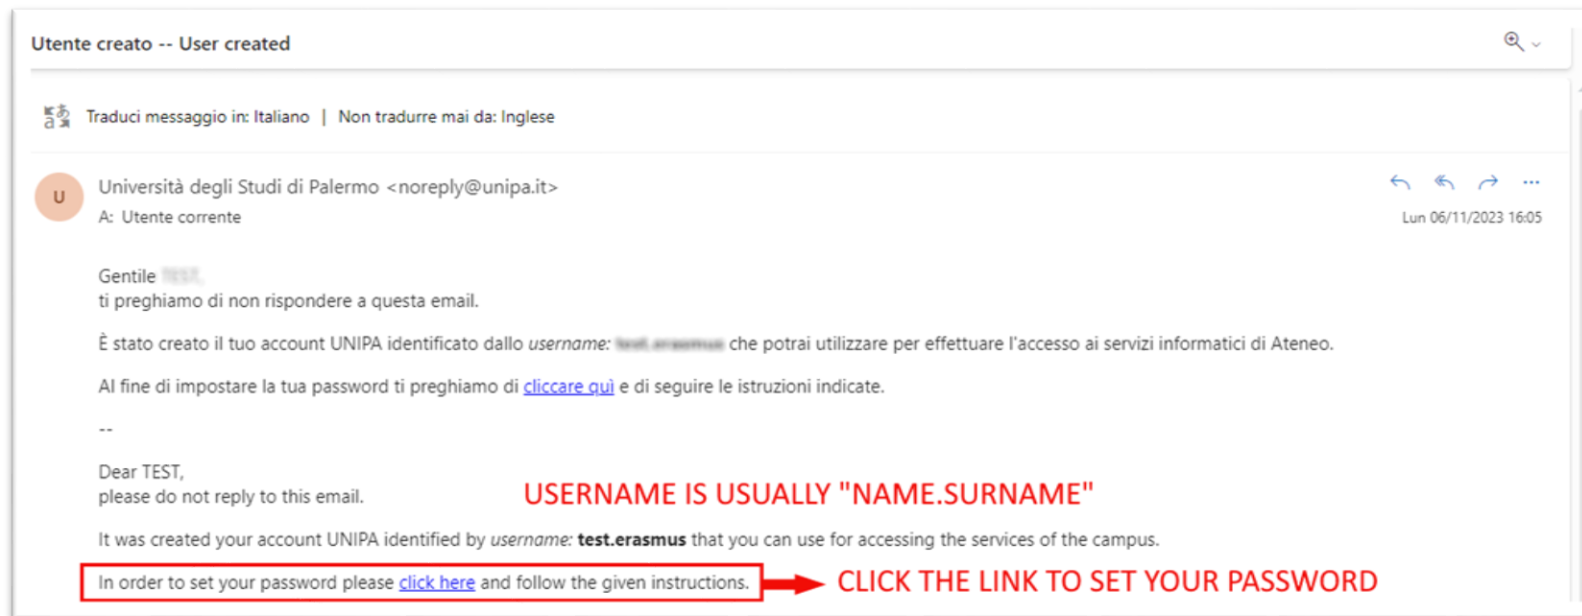 Utente creato -- User created
Traduci messaggio in: Italiano | Non tradurre mai da: Inglese
U
Università degli Studi di Palermo <noreply@unipa.it>
A: Utente corrente
Lun 06/11/2023 16:05
Gentile TEST,
ti preghiamo di non rispondere a questa email.
È stato creato il tuo account UNIPA identificato dallo username: test.erasmus che potrai utilizzare per effettuare l'accesso ai servizi informatici di Ateneo.
Al fine di impostare la tua password ti preghiamo di cliccare quì e di seguire le istruzioni indicate.
--
Dear TEST,
please do not reply to this email.
USERNAME IS USUALLY "NAME.SURNAME"
It was created your account UNIPA identified by username: test.erasmus that you can use for accessing the services of the campus.
In order to set your password please click here and follow the given instructions.
CLICK THE LINK TO SET YOUR PASSWORD